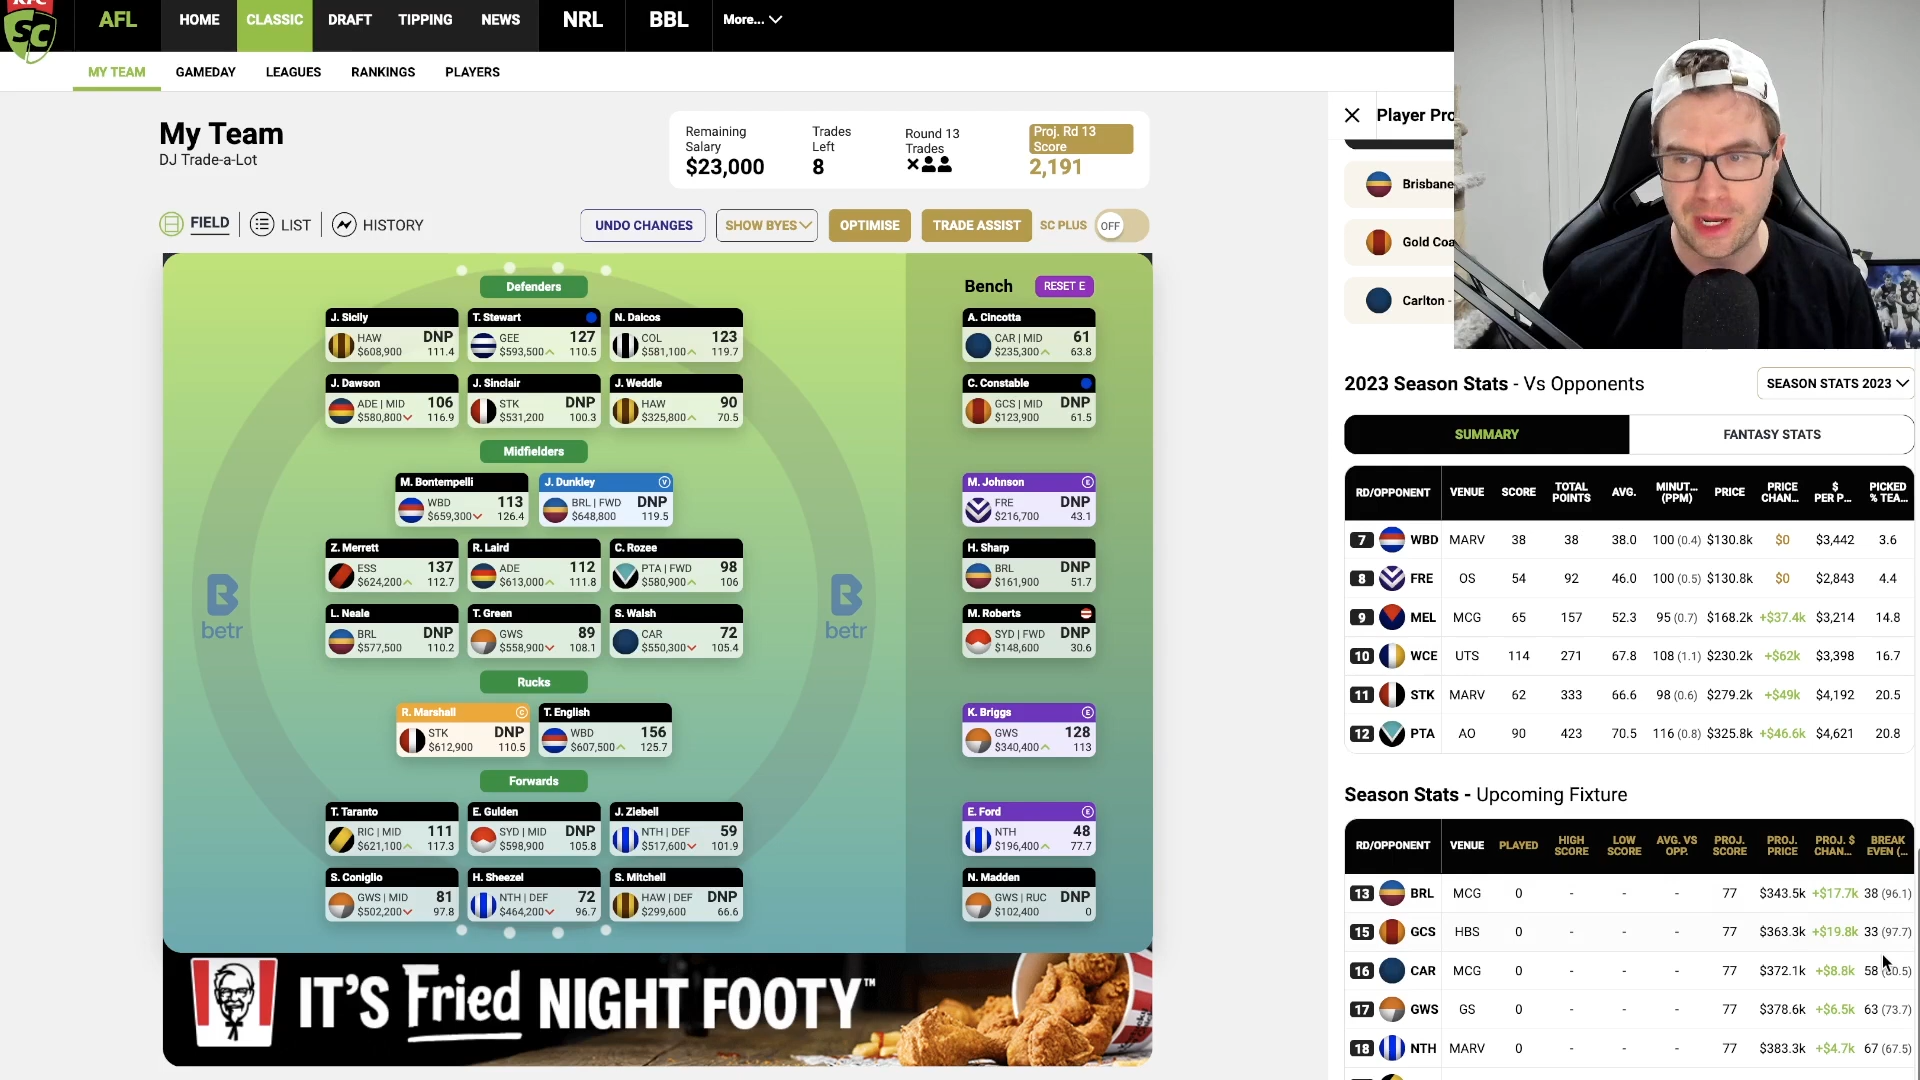 KFC
SC
AFL
HOME
CLASSIC
DRAFT
TIPPING
NEWS
NRL
BBL
More...
MY TEAM
GAMEDAY
LEAGUES
RANKINGS
PLAYERS
My Team
DJ Trade-a-Lot
Remaining Salary
$23,000
Trades Left
8
Round 13 Trades
Proj. Rd 13 Score
2,191
FIELD
LIST
HISTORY
UNDO CHANGES
SHOW BYES
OPTIMISE
TRADE ASSIST
SC PLUS
OFF
Defenders
J. Sicily
HAW DNP
$608,900 111.4
T. Stewart
GEE 127
$593,500 110.5
N. Daicos
COL 123
$581,100 119.7
J. Dawson
ADE | MID 106
$580,800 116.9
J. Sinclair
STK DNP
$531,200 100.3
J. Weddle
HAW 90
$325,800 70.5
Midfielders
M. Bontempelli
WBD 113
$659,300 126.4
J. Dunkley V
BRL | FWD DNP
$648,800 119.5
Z. Merrett
ESS 137
$624,200 112.7
R. Laird
ADE 112
$613,000 111.8
C. Rozee
PTA | FWD 98
$580,900 106
L. Neale
BRL DNP
$577,500 110.2
T. Green
GWS 89
$558,900 108.1
S. Walsh
CAR 72
$550,300 105.4
betr
betr
Rucks
R. Marshall C
STK DNP
$612,900 110.5
T. English
WBD 156
$607,500 125.7
Forwards
T. Taranto
RIC | MID 111
$621,100 117.3
E. Gulden
SYD | MID DNP
$598,900 105.8
J. Ziebell
NTH | DEF 59
$517,600 101.9
S. Coniglio
GWS | MID 81
$502,200 97.8
H. Sheezel
NTH | DEF 72
$464,200 96.7
S. Mitchell
HAW | DEF DNP
$299,600 66.6
Bench
RESET E
A. Cincotta
CAR | MID 61
$235,300 63.8
C. Constable
GCS | MID DNP
$123,900 61.5
M. Johnson E
FRE DNP
$216,700 43.1
H. Sharp
BRL DNP
$161,900 51.7
M. Roberts
SYD | FWD DNP
$148,600 30.6
K. Briggs E
GWS 128
$340,400 113
E. Ford E
NTH 48
$196,400 77.7
N. Madden
GWS | RUC DNP
$102,400 0
KFC
IT'S Fried NIGHT FOOTY™
Player Pro
Brisbane
Gold Coa
Carlton -
2023 Season Stats - Vs Opponents
SEASON STATS 2023
SUMMARY
FANTASY STATS
RD/OPPONENT VENUE SCORE TOTAL POINTS AVG. MINUT... (PPM) PRICE PRICE CHAN... $ PER P... PICKED % TEA...
7 WBD MARV 38 38 38.0 100 (0.4) $130.8k $0 $3,442 3.6
8 FRE OS 54 92 46.0 100 (0.5) $130.8k $0 $2,843 4.4
9 MEL MCG 65 157 52.3 95 (0.7) $168.2k +$37.4k $3,214 14.8
10 WCE UTS 114 271 67.8 108 (1.1) $230.2k +$62k $3,398 16.7
11 STK MARV 62 333 66.6 98 (0.6) $279.2k +$49k $4,192 20.5
12 PTA AO 90 423 70.5 116 (0.8) $325.8k +$46.6k $4,621 20.8
Season Stats - Upcoming Fixture
RD/OPPONENT VENUE PLAYED HIGH SCORE LOW SCORE AVG. VS OPP. PROJ. SCORE PROJ. PRICE PROJ. $ CHAN... BREAK EVEN (...
13 BRL MCG 0 - - - 77 $343.5k +$17.7k 38 (96.1)
15 GCS HBS 0 - - - 77 $363.3k +$19.8k 33 (97.7)
16 CAR MCG 0 - - - 77 $372.1k +$8.8k 58
17 GWS GS 0 - - - 77 $378.6k +$6.5k 63 (73.7)
18 NTH MARV 0 - - - 77 $383.3k +$4.7k 67 (67.5)